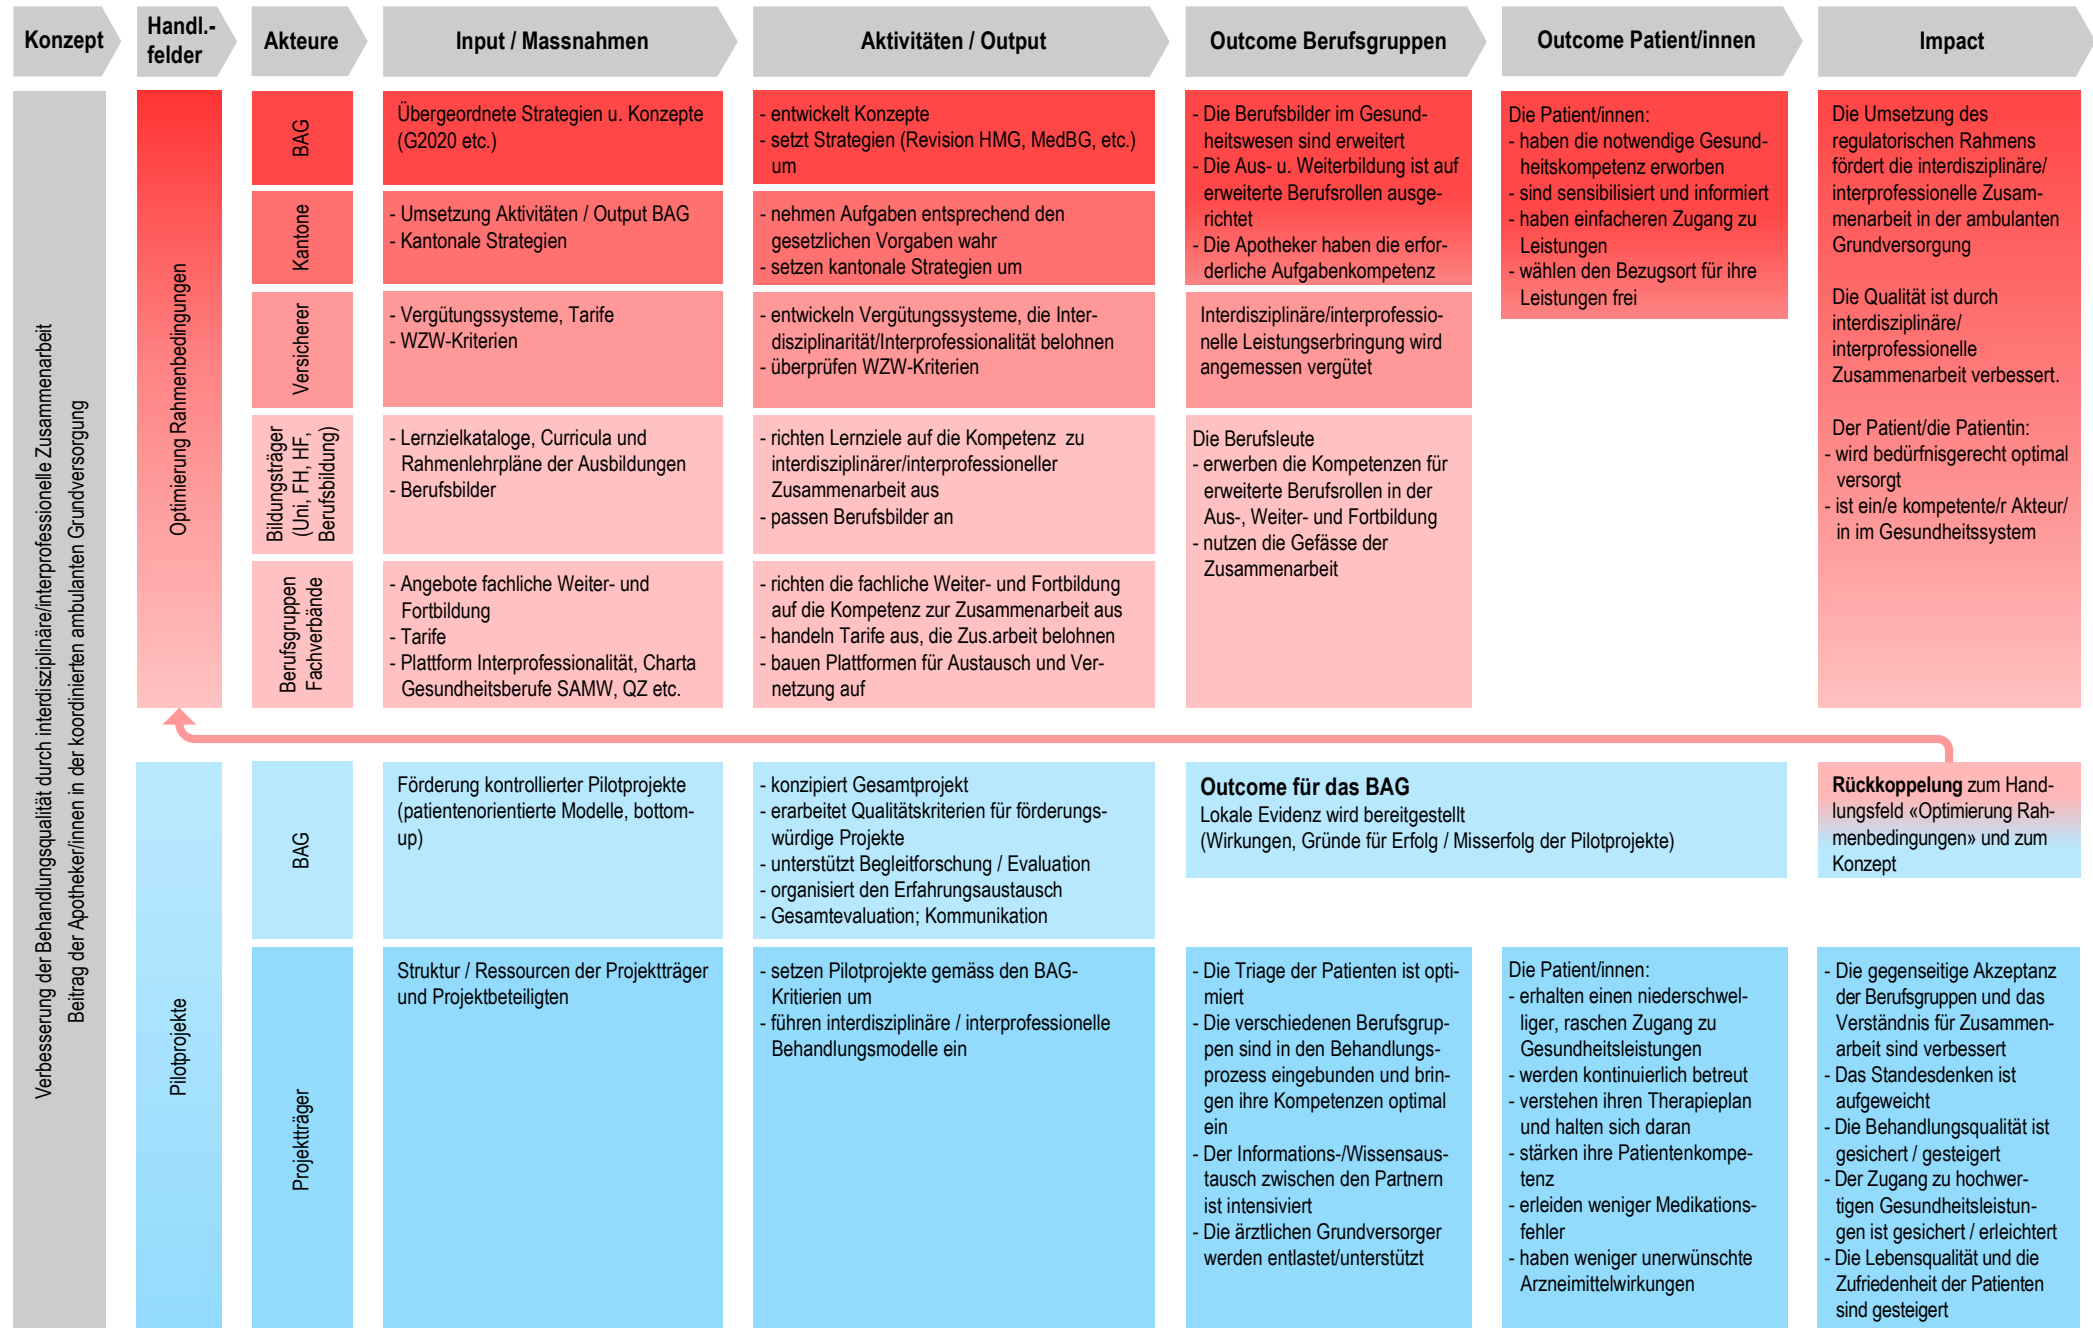 Konzept
Handl.-
felder
Akteure
Input / Massnahmen
Aktivitäten / Output
Outcome Berufsgruppen
Outcome Patient/innen
Impact
Verbesserung der Behandlungsqualität durch interdisziplinäre/interprofessionelle Zusammenarbeit
Beitrag der Apotheker/innen in der koordinierten ambulanten Grundversorgung
Optimierung Rahmenbedingungen
BAG
Übergeordnete Strategien u. Konzepte
(G2020 etc.)
- entwickelt Konzepte
- setzt Strategien (Revision HMG, MedBG, etc.)
um
- Die Berufsbilder im Gesund-
heitswesen sind erweitert
- Die Aus- u. Weiterbildung ist auf
erweiterte Berufsrollen ausge-
richtet
- Die Apotheker haben die erfor-
derliche Aufgabenkompetenz
Die Patient/innen:
- haben die notwendige Gesund-
heitskompetenz erworben
- sind sensibilisiert und informiert
- haben einfacheren Zugang zu
Leistungen
- wählen den Bezugsort für ihre
Leistungen frei
Die Umsetzung des
regulatorischen Rahmens
fördert die interdisziplinäre/
interprofessionelle Zusam-
menarbeit in der ambulanten
Grundversorgung
Die Qualität ist durch
interdisziplinäre/
interprofessionelle
Zusammenarbeit verbessert.
Der Patient/die Patientin:
- wird bedürfnisgerecht optimal
versorgt
- ist ein/e kompetente/r Akteur/
in im Gesundheitssystem
Kantone
- Umsetzung Aktivitäten / Output BAG
- Kantonale Strategien
- nehmen Aufgaben entsprechend den
gesetzlichen Vorgaben wahr
- setzen kantonale Strategien um
Versicherer
- Vergütungssysteme, Tarife
- WZW-Kriterien
- entwickeln Vergütungssysteme, die Inter-
disziplinarität/Interprofessionalität belohnen
- überprüfen WZW-Kriterien
Interdisziplinäre/interprofessio-
nelle Leistungserbringung wird
angemessen vergütet
Bildungsträger
(Uni, FH, HF,
Berufsbildung)
- Lernzielkataloge, Curricula und
Rahmenlehrpläne der Ausbildungen
- Berufsbilder
- richten Lernziele auf die Kompetenz zu
interdisziplinärer/interprofessioneller
Zusammenarbeit aus
- passen Berufsbilder an
Die Berufsleute
- erwerben die Kompetenzen für
erweiterte Berufsrollen in der
Aus-, Weiter- und Fortbildung
- nutzen die Gefässe der
Zusammenarbeit
Berufsgruppen
Fachverbände
- Angebote fachliche Weiter- und
Fortbildung
- Tarife
- Plattform Interprofessionalität, Charta
Gesundheitsberufe SAMW, QZ etc.
- richten die fachliche Weiter- und Fortbildung
auf die Kompetenz zur Zusammenarbeit aus
- handeln Tarife aus, die Zus.arbeit belohnen
- bauen Plattformen für Austausch und Ver-
netzung auf
Pilotprojekte
BAG
Förderung kontrollierter Pilotprojekte
(patientenorientierte Modelle, bottom-
up)
- konzipiert Gesamtprojekt
- erarbeitet Qualitätskriterien für förderungs-
würdige Projekte
- unterstützt Begleitforschung / Evaluation
- organisiert den Erfahrungsaustausch
- Gesamtevaluation; Kommunikation
Outcome für das BAG
Lokale Evidenz wird bereitgestellt
(Wirkungen, Gründe für Erfolg / Misserfolg der Pilotprojekte)
Rückkoppelung zum Hand-
lungsfeld «Optimierung Rah-
menbedingungen» und zum
Konzept
Projektträger
Struktur / Ressourcen der Projektträger
und Projektbeteiligten
- setzen Pilotprojekte gemäss den BAG-
Kritierien um
- führen interdisziplinäre / interprofessionelle
Behandlungsmodelle ein
- Die Triage der Patienten ist opti-
miert
- Die verschiedenen Berufsgrup-
pen sind in den Behandlungs-
prozess eingebunden und brin-
gen ihre Kompetenzen optimal
ein
- Der Informations-/Wissensaus-
tausch zwischen den Partnern
ist intensiviert
- Die ärztlichen Grundversorger
werden entlastet/unterstützt
Die Patient/innen:
- erhalten einen niederschwel-
liger, raschen Zugang zu
Gesundheitsleistungen
- werden kontinuierlich betreut
- verstehen ihren Therapieplan
und halten sich daran
- stärken ihre Patientenkompe-
tenz
- erleiden weniger Medikations-
fehler
- haben weniger unerwünschte
Arzneimittelwirkungen
- Die gegenseitige Akzeptanz
der Berufsgruppen und das
Verständnis für Zusammen-
arbeit sind verbessert
- Das Standesdenken ist
aufgeweicht
- Die Behandlungsqualität ist
gesichert / gesteigert
- Der Zugang zu hochwer-
tigen Gesundheitsleistun-
gen ist gesichert / erleichtert
- Die Lebensqualität und die
Zufriedenheit der Patienten
sind gesteigert